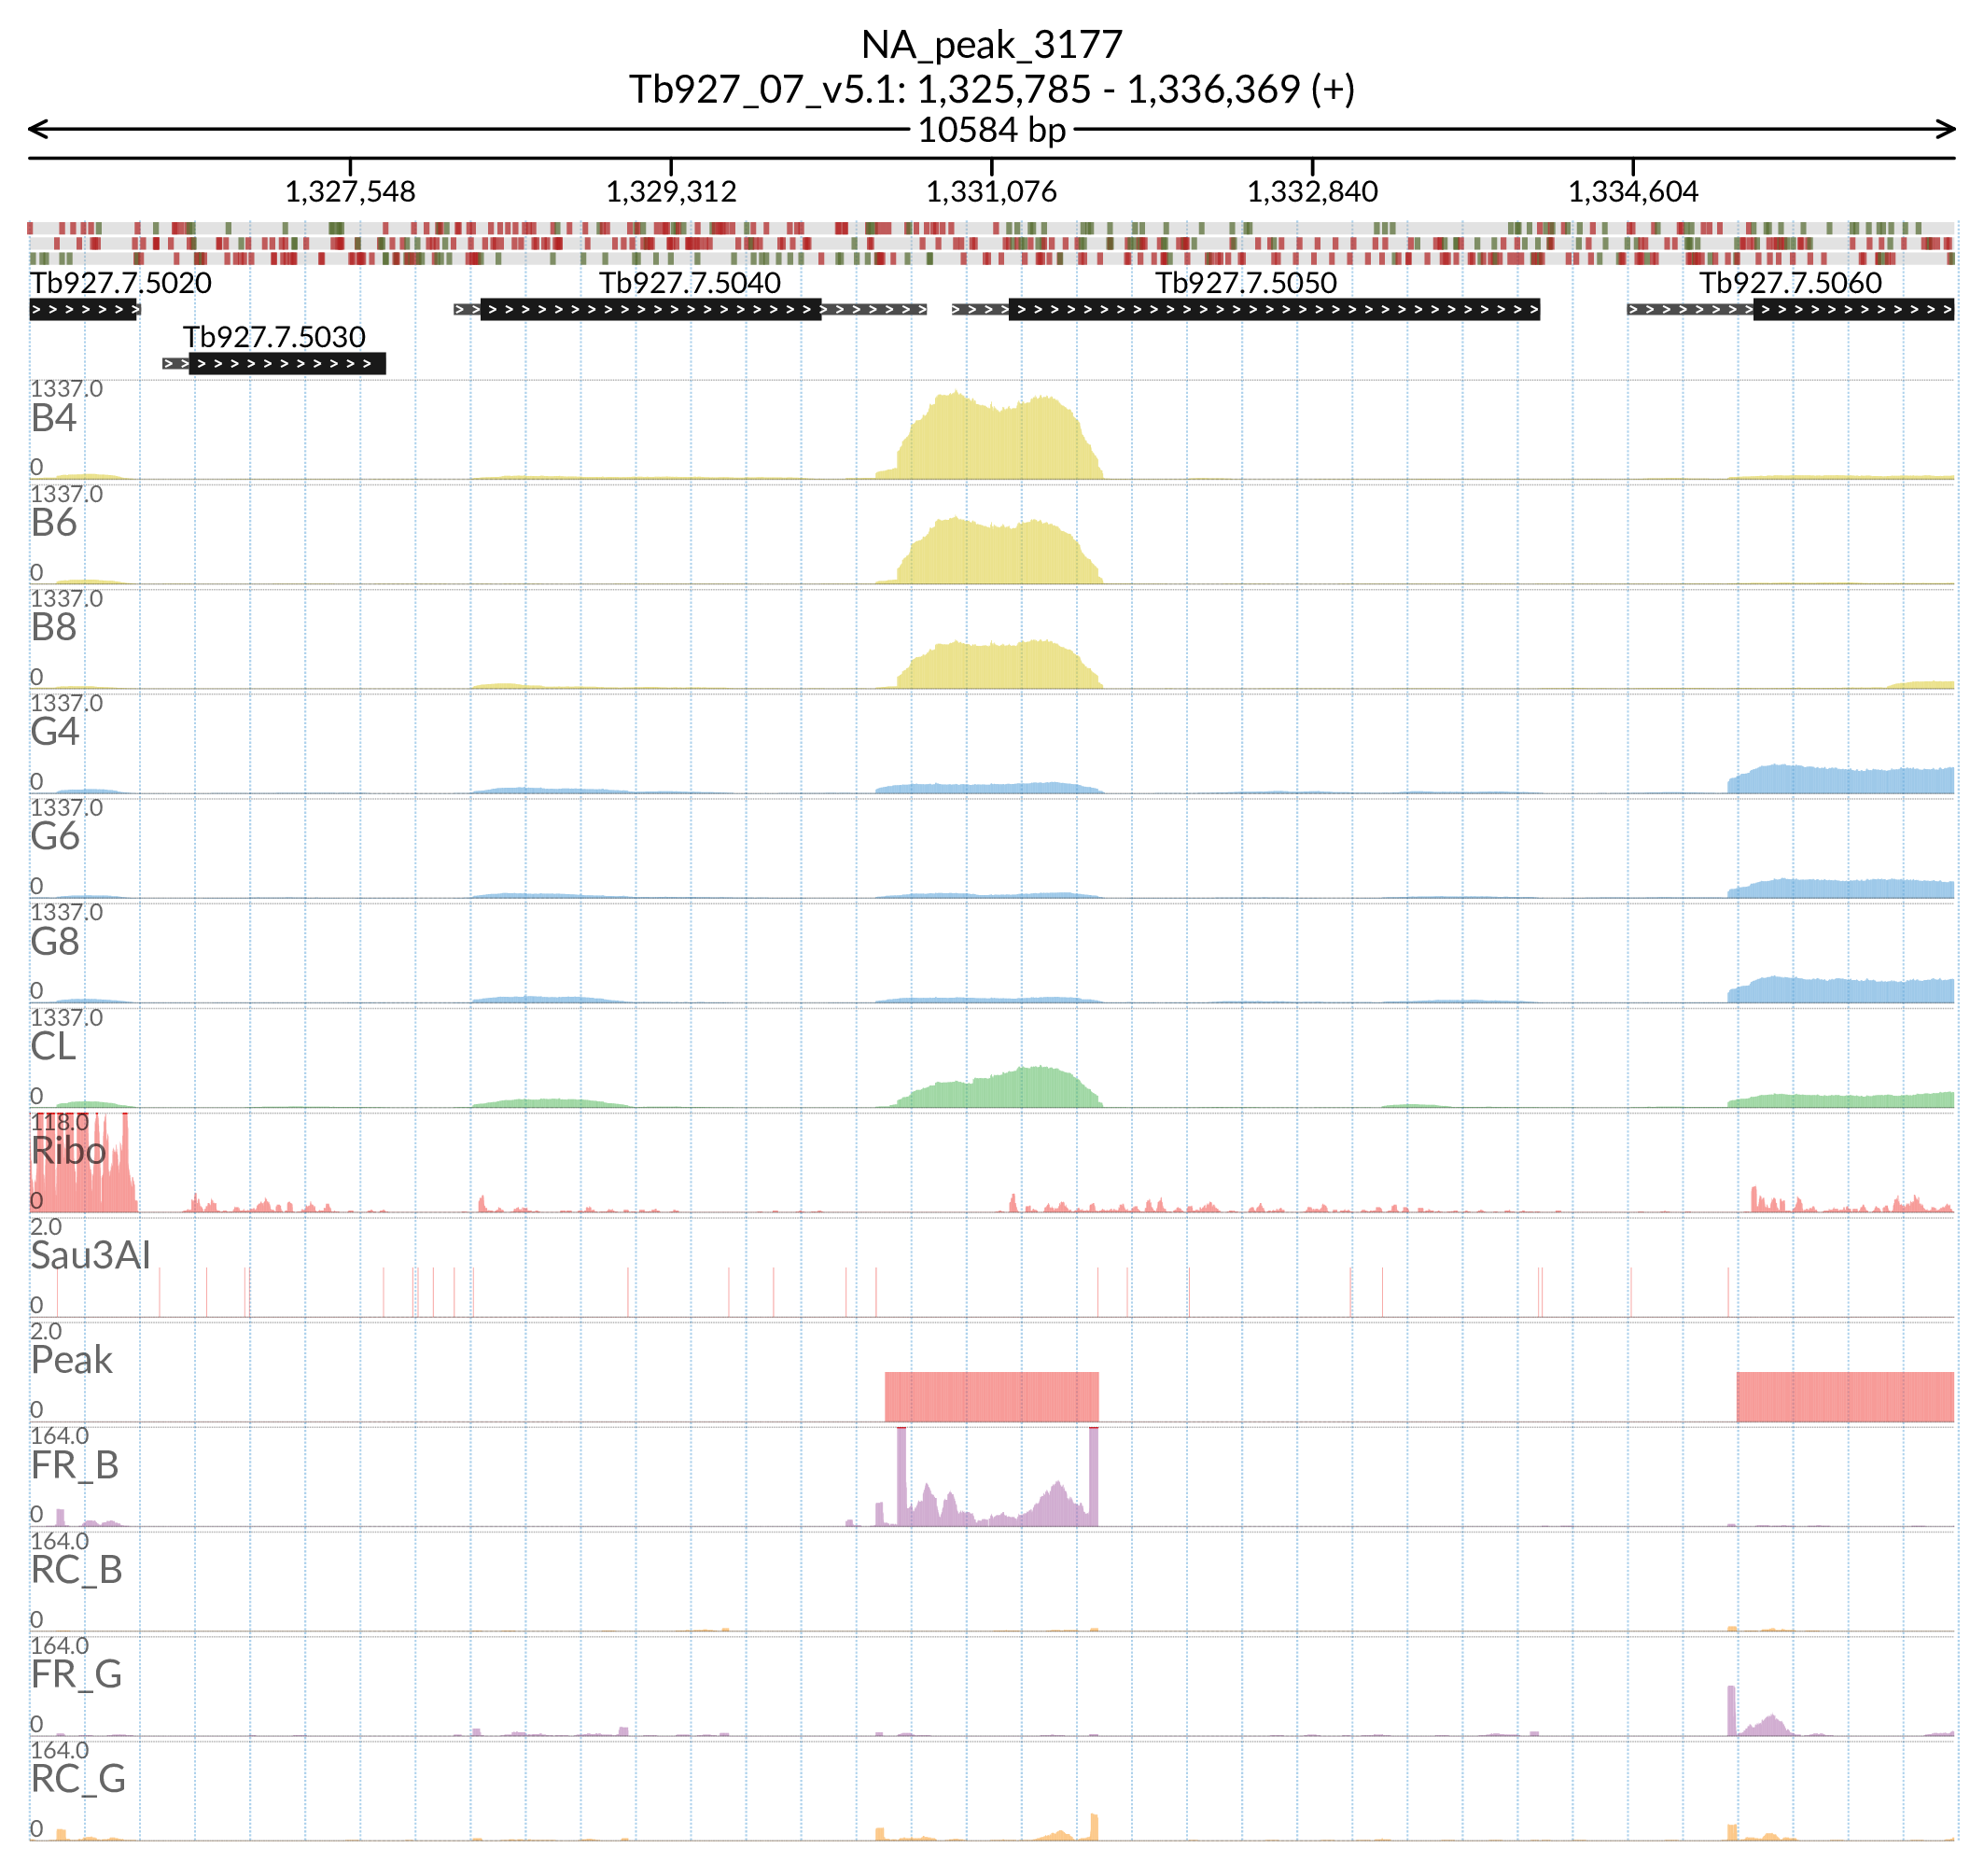 NA_peak_3177
Tb927_07_v5.1: 1,325,785 - 1,336,369 (+)
10584 bp
1,327,548 1,329,312 1,331,076 1,332,840 1,334,604
Tb927.7.5020 Tb927.7.5040 Tb927.7.5050 Tb927.7.5060
Tb927.7.5030
1337.0
B4
0
1337.0
B6
0
1337.0
B8
0
1337.0
G4
0
1337.0
G6
0
1337.0
G8
0
1337.0
CL
0
118.0
Ribo
0
2.0
Sau3AI
0
2.0
Peak
0
164.0
FR_B
0
164.0
RC_B
0
164.0
FR_G
0
164.0
RC_G
0